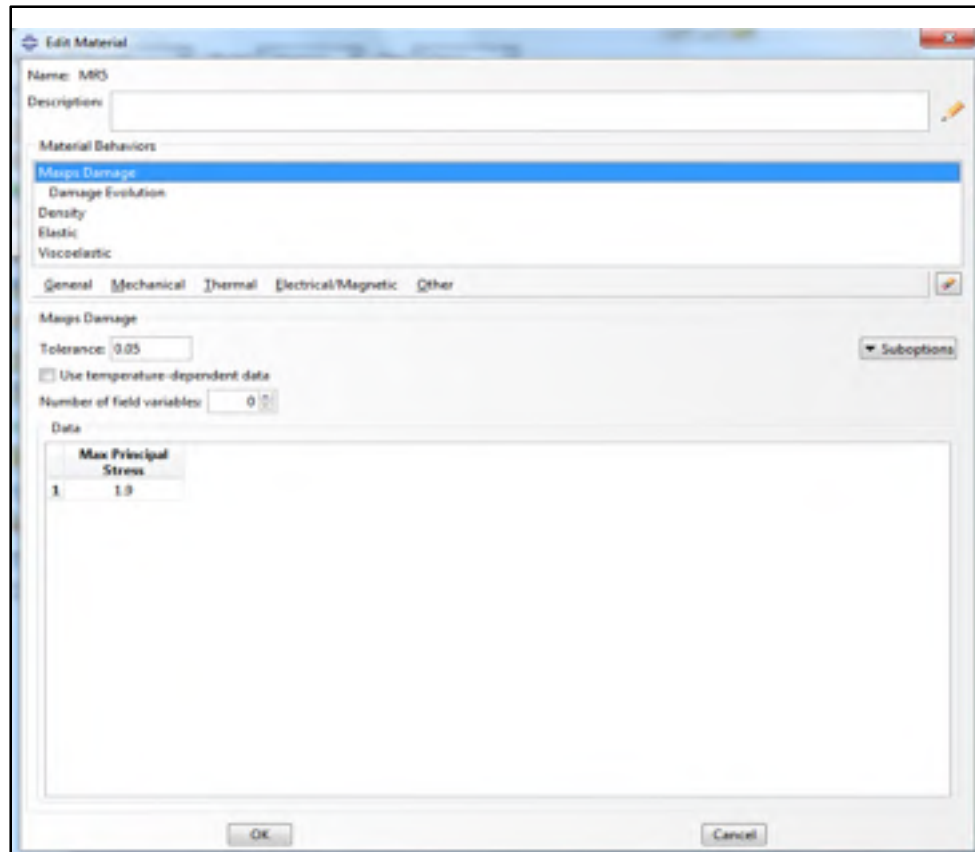 Edit Material
Name: MR5
Description:
Material Behaviors
Maxps Damage
Damage Evolution
Density
Elastic
Viscoelastic
General Mechanical Thermal Electrical/Magnetic Other
Maxps Damage
Tolerance: 0.05
Suboptions
Use temperature-dependent data
Number of field variables: 0
Data
Max Principal
Stress
1 1.9
OK Cancel